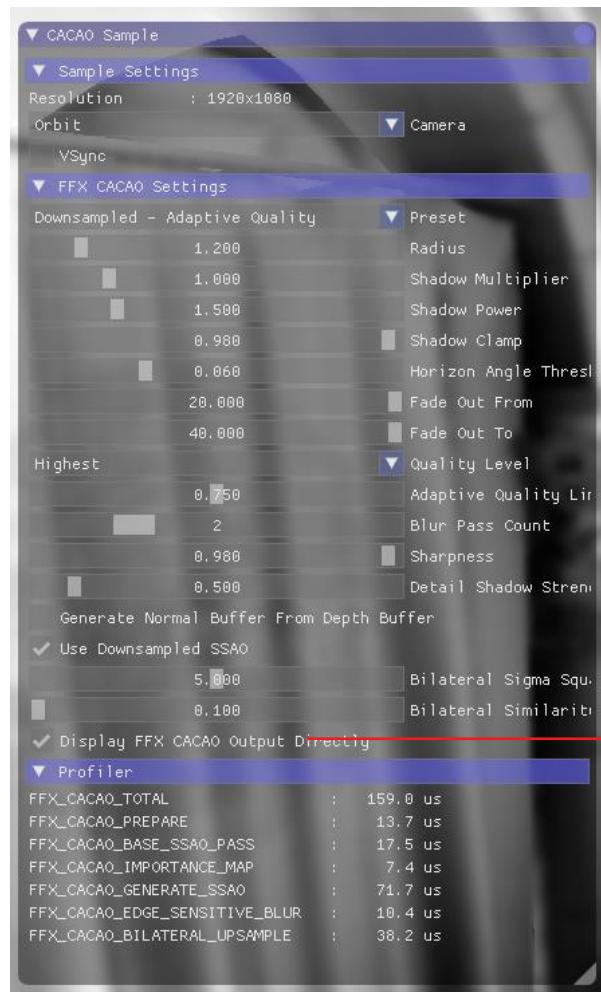 CACAO Sample
Sample Settings
Resolution : 1920x1080
Orbit Camera
VSync
FFX CACAO Settings
Downsampled - Adaptive Quality Preset
1.200 Radius
1.000 Shadow Multiplier
1.500 Shadow Power
0.980 Shadow Clamp
0.060 Horizon Angle Thresl
20.000 Fade Out From
40.000 Fade Out To
Highest Quality Level
0.750 Adaptive Quality Lir
2 Blur Pass Count
0.980 Sharpness
0.500 Detail Shadow Stren
Generate Normal Buffer From Depth Buffer
Use Downsampled SSAO
5.000 Bilateral Sigma Squ
0.100 Bilateral Similarit
Display FFX CACAO Output Directly
Profiler
FFX_CACAO_TOTAL : 159.0 us
FFX_CACAO_PREPARE : 13.7 us
FFX_CACAO_BASE_SSAO_PASS : 17.5 us
FFX_CACAO_IMPORTANCE_MAP : 7.4 us
FFX_CACAO_GENERATE_SSAO : 71.7 us
FFX_CACAO_EDGE_SENSITIVE_BLUR : 10.4 us
FFX_CACAO_BILATERAL_UPSAMPLE : 38.2 us